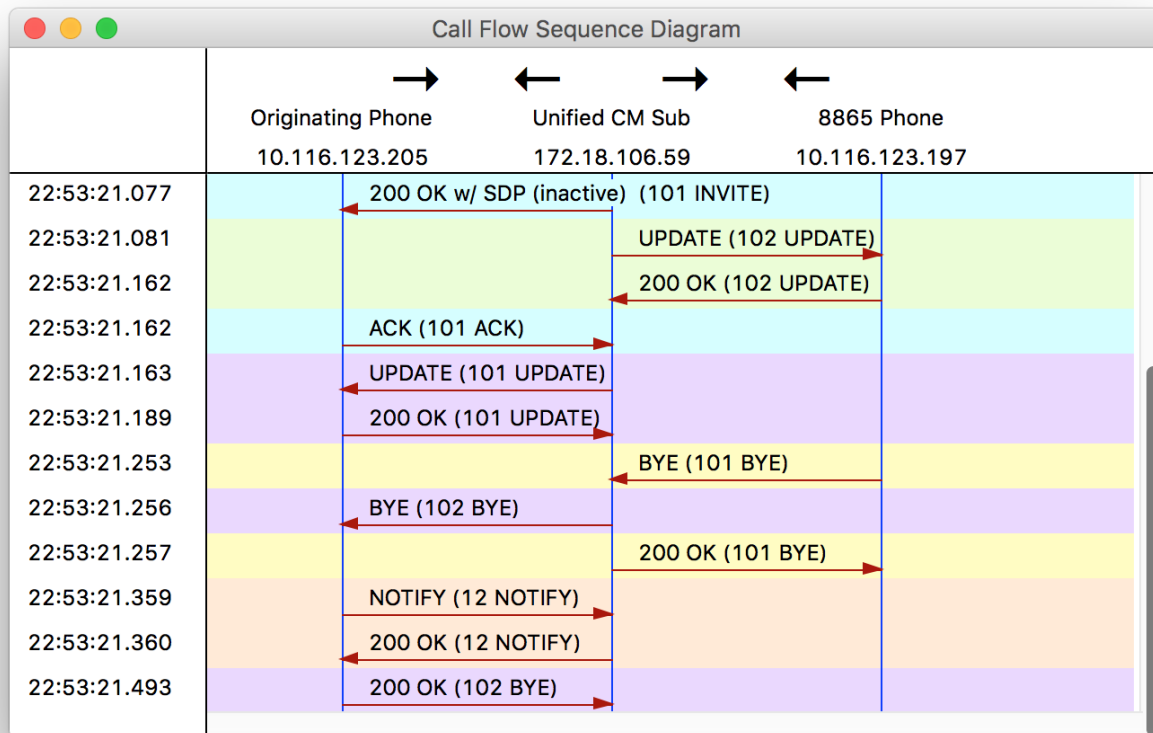 Call Flow Sequence Diagram
Originating Phone Unified CM Sub 8865 Phone
10.116.123.205 172.18.106.59 10.116.123.197
22:53:21.077 200 OK w/ SDP (inactive) (101 INVITE)
22:53:21.081 UPDATE (102 UPDATE)
22:53:21.162 200 OK (102 UPDATE)
22:53:21.162 ACK (101 ACK)
22:53:21.163 UPDATE (101 UPDATE)
22:53:21.189 200 OK (101 UPDATE)
22:53:21.253 BYE (101 BYE)
22:53:21.256 BYE (102 BYE)
22:53:21.257 200 OK (101 BYE)
22:53:21.359 NOTIFY (12 NOTIFY)
22:53:21.360 200 OK (12 NOTIFY)
22:53:21.493 200 OK (102 BYE)